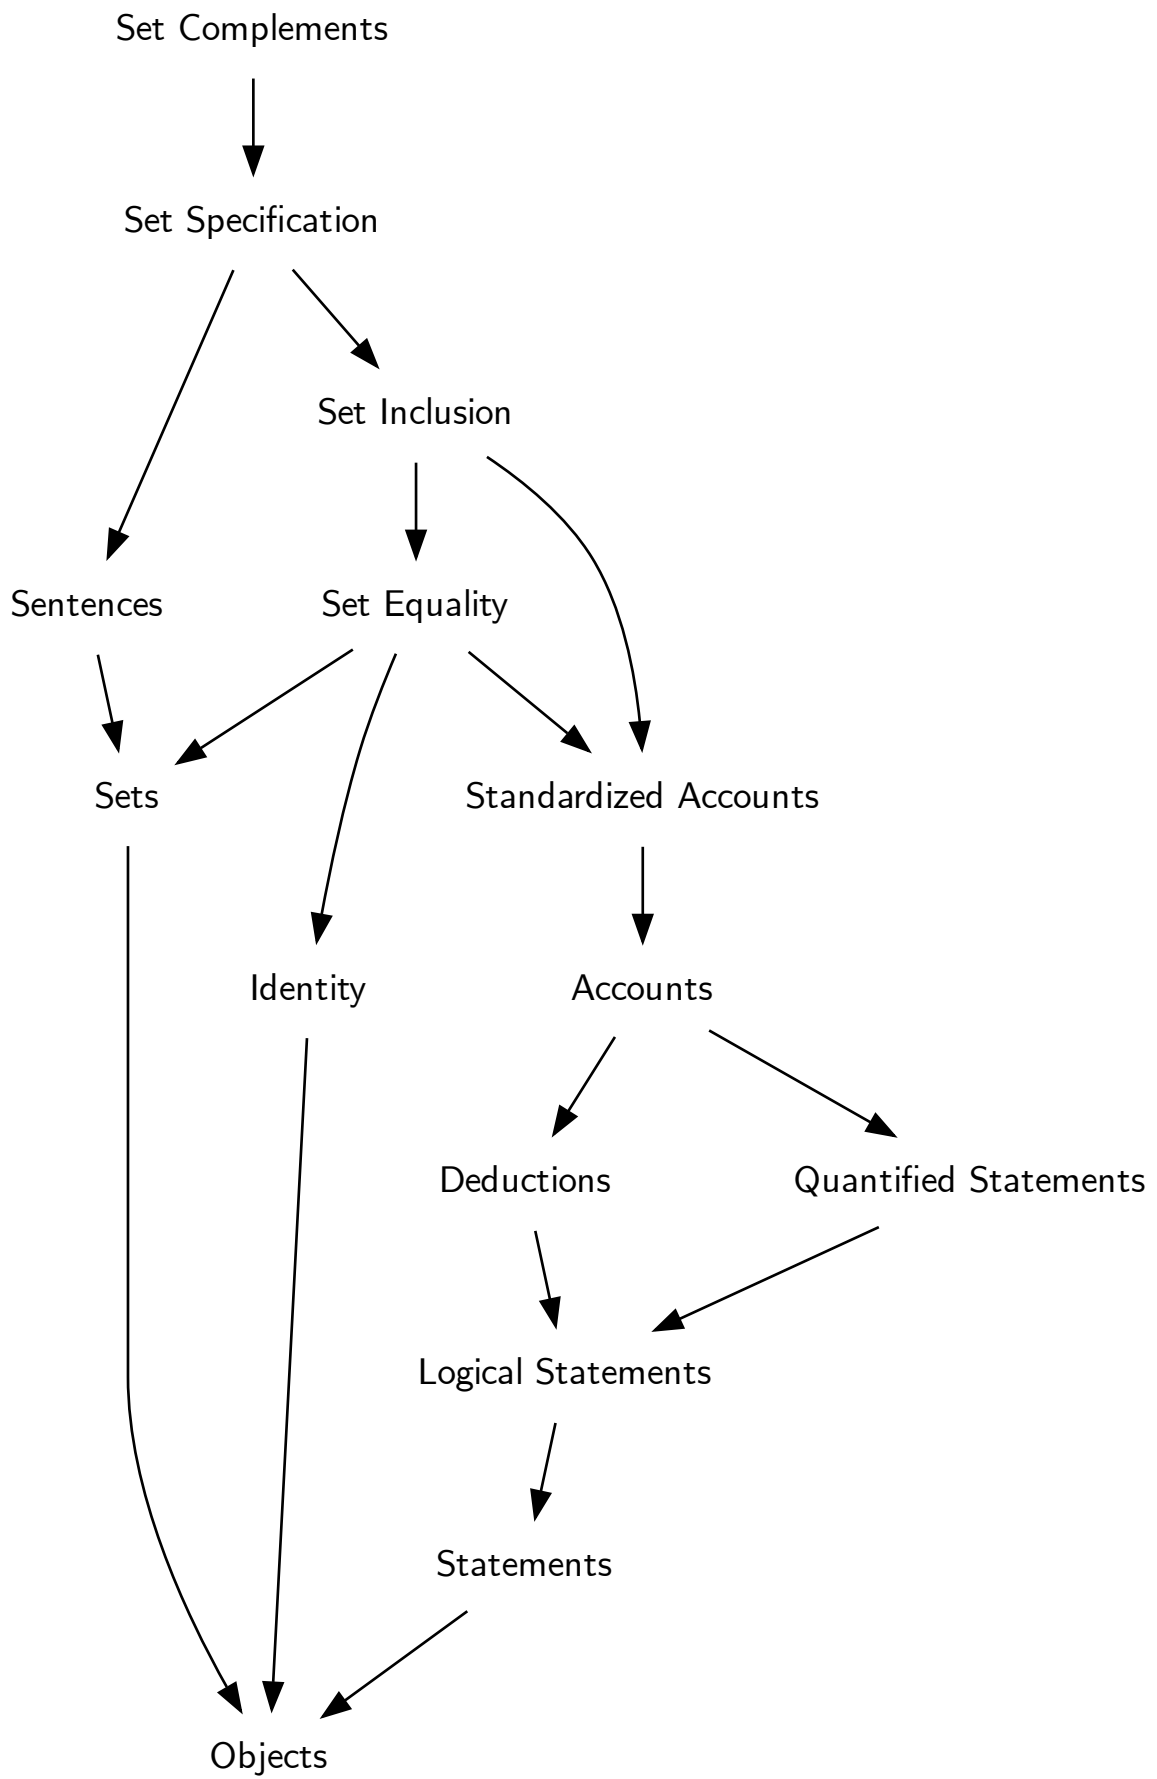 Set Complements
Set Specification
Set Inclusion
Sentences
Set Equality
Sets
Standardized Accounts
Identity
Accounts
Deductions
Quantified Statements
Logical Statements
Statements
Objects